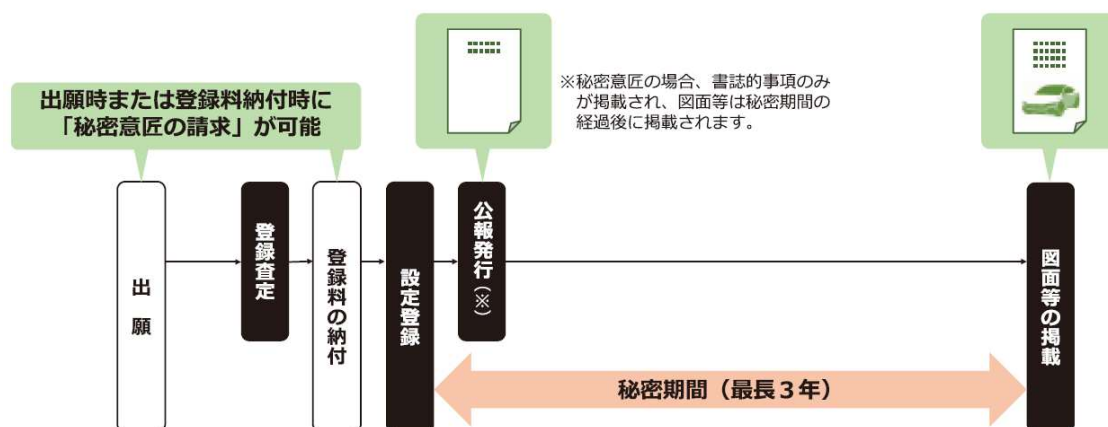 出願時または登録料納付時に
「秘密意匠の請求」が可能
※秘密意匠の場合、書誌的事項のみ
が掲載され、図面等は秘密期間の
経過後に掲載されます。
出願
登録査定
登録料の納付
設定登録
公報発行(※)
図面等の掲載
秘密期間(最長3年)